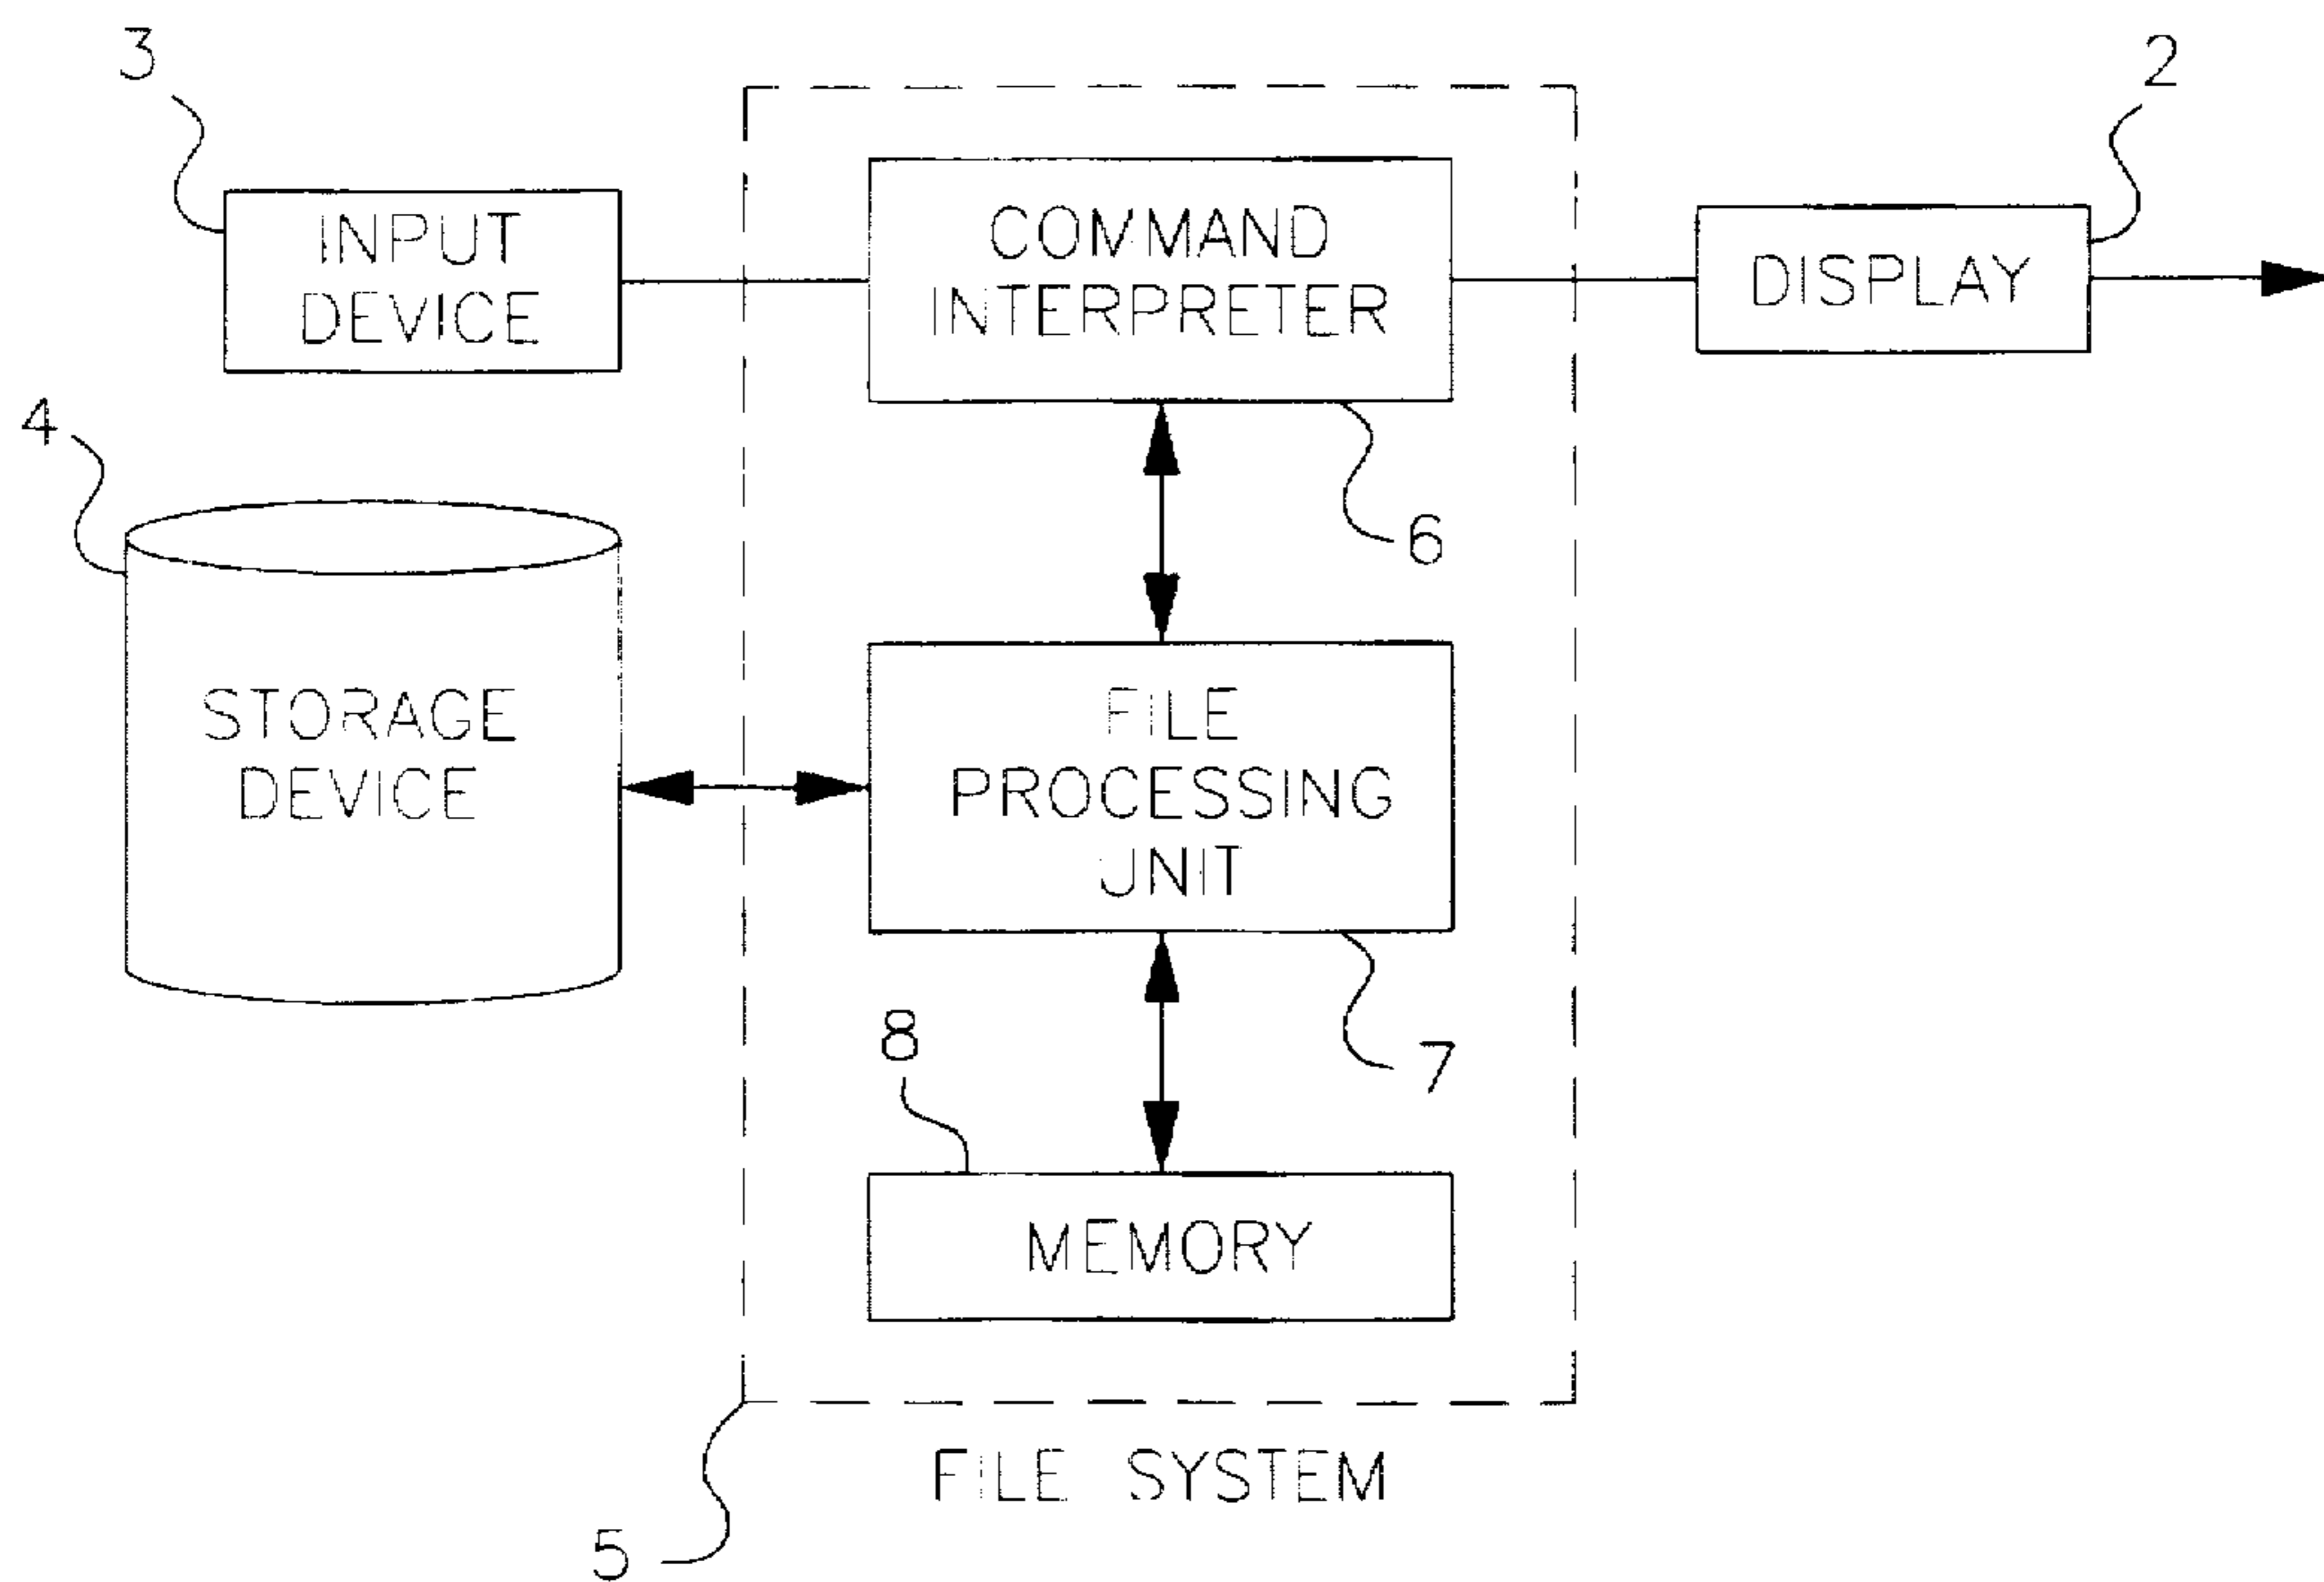 3
2
INPUT
DEVICE
COMMAND
INTERPRETER
DISPLAY
4
6
STORAGE
DEVICE
FILE
PROCESSING
UNIT
8
7
MEMORY
FILE SYSTEM
5